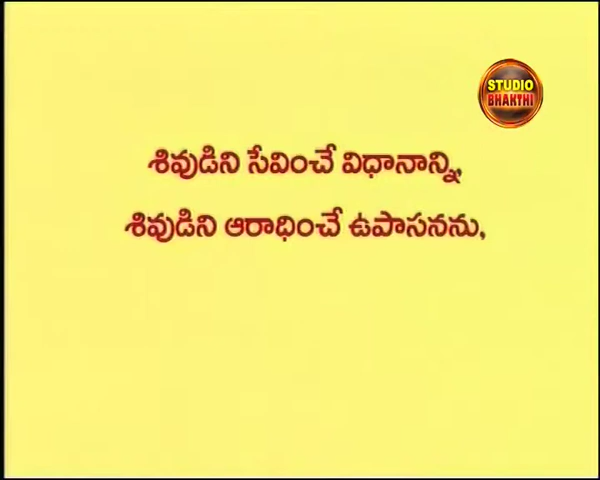 STUDIO
BHAKTHI
శివుడిని సేవించే విధానాన్ని,
శివుడిని ఆరాధించే ఉపాసనను,